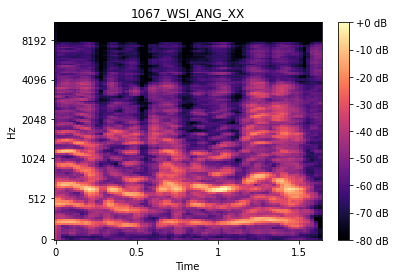 1067_WSI_ANG_XX
Hz
8192
4096
2048
1024
512
0
0
0.5
1
1.5
Time
+0 dB
-10 dB
-20 dB
-30 dB
-40 dB
-50 dB
-60 dB
-70 dB
-80 dB